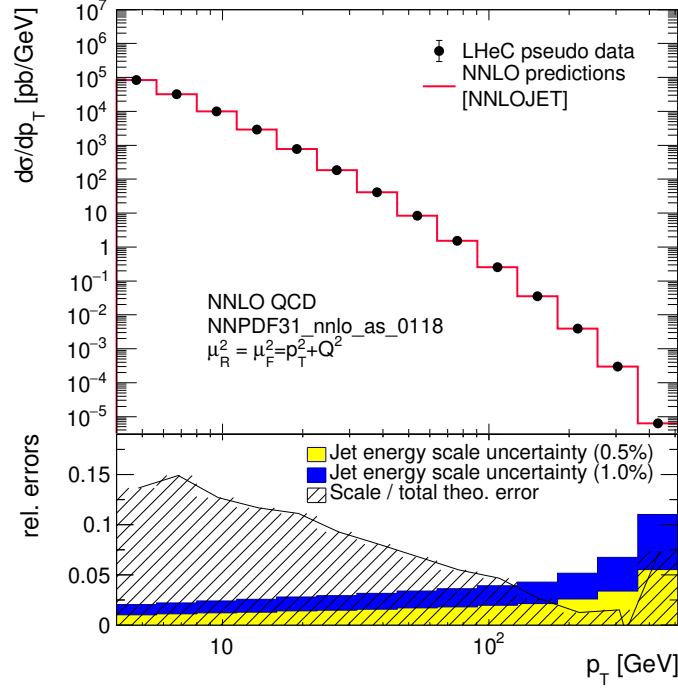 dσ/dp_T [pb/GeV]
10^7
10^6
10^5
10^4
10^3
10^2
10
1
10^−1
10^−2
10^−3
10^−4
10^−5
LHeC pseudo data
NNLO predictions
[NNLOJET]
NNLO QCD
NNPDF31_nnlo_as_0118
μ_R^2 = μ_F^2=p_T^2+Q^2
rel. errors
0.15
0.1
0.05
0
Jet energy scale uncertainty (0.5%)
Jet energy scale uncertainty (1.0%)
Scale / total theo. error
10
10^2
p_T [GeV]